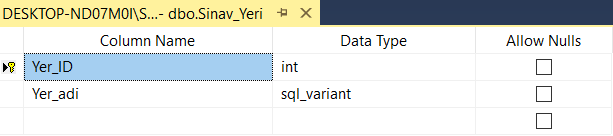 DESKTOP-ND07M0I\S...- dbo.Sinav_Yeri
Column Name Data Type Allow Nulls
Yer_ID int
Yer_adi sql_variant